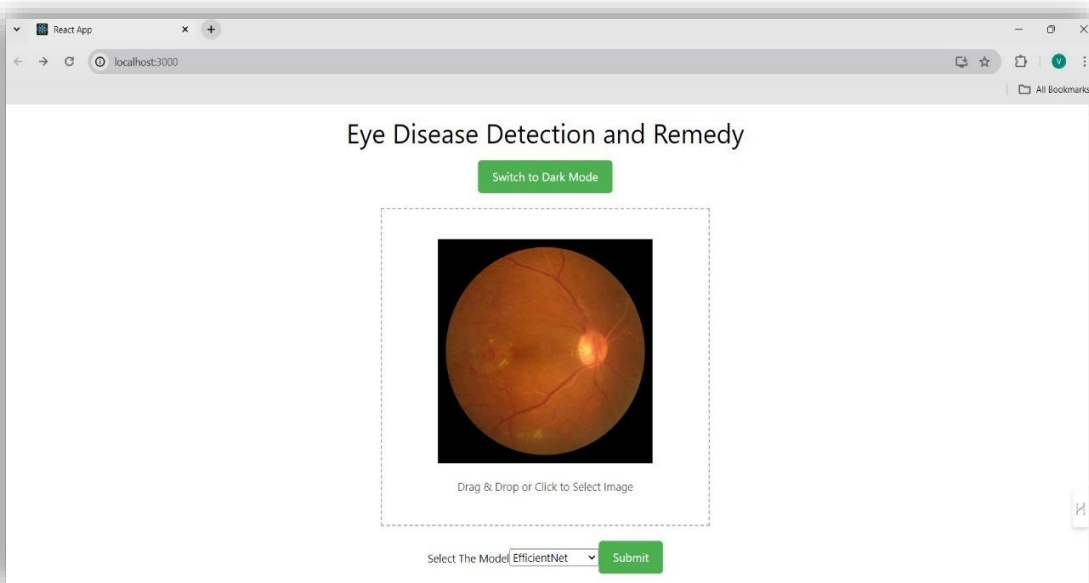 React App
localhost:3000
V
All Bookmarks
Eye Disease Detection and Remedy
Switch to Dark Mode
Drag & Drop or Click to Select Image
Select The Model EfficientNet Submit